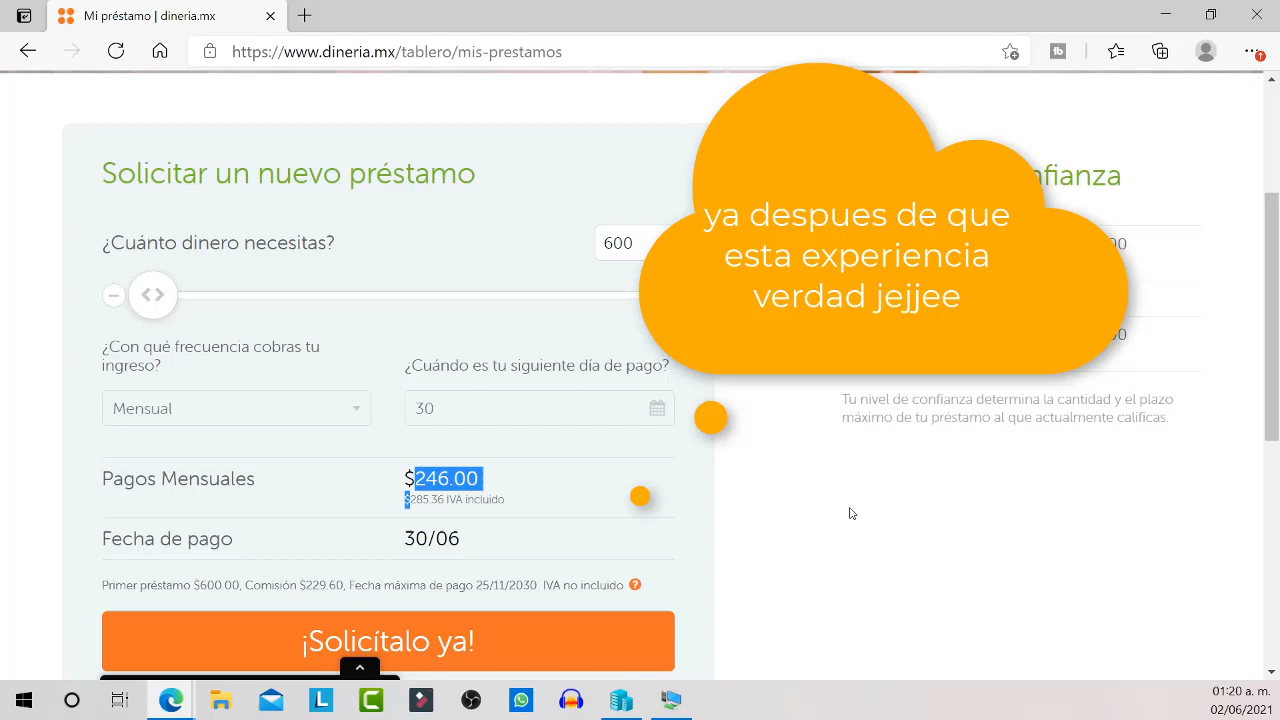 Mi préstamo | dineria.mx
https://www.dineria.mx/tablero/mis-prestamos
Solicitar un nuevo préstamo
¿Cuánto dinero necesitas?
600
¿Con qué frecuencia cobras tu
ingreso?
¿Cuándo es tu siguiente día de pago?
Mensual
30
Pagos Mensuales
$246.00
$285.36 IVA incluido
Fecha de pago
30/06
Primer préstamo $600.00, Comisión $229.60, Fecha máxima de pago 25/11/2030. IVA no incluido
¡Solicítalo ya!
ya despues de que
esta experiencia
verdad jejjee
Tu nivel de confianza determina la cantidad y el plazo
máximo de tu préstamo al que actualmente calificas.
01:20 a. m.
02/06/2021